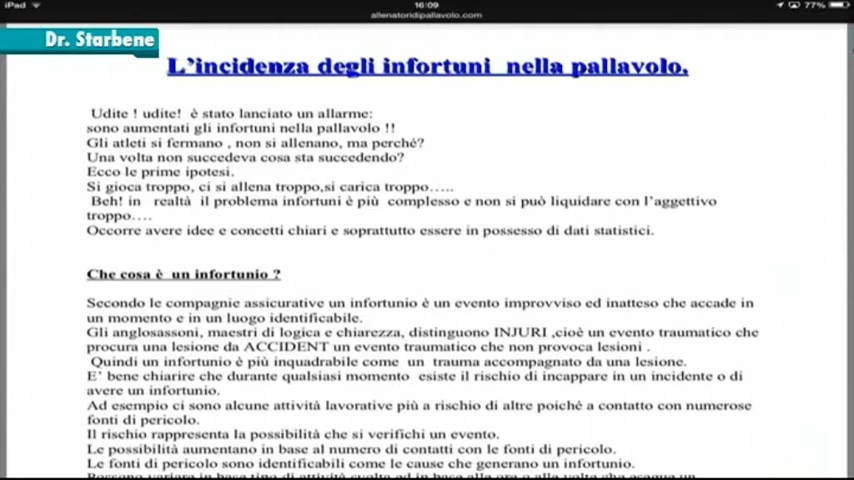 iPad 16:09 77%
allenatoridipallavolo.com
Dr. Starbene
L'incidenza degli infortuni nella pallavolo.
Udite ! udite! è stato lanciato un allarme:
sono aumentati gli infortuni nella pallavolo !!
Gli atleti si fermano , non si allenano, ma perché?
Una volta non succedeva cosa sta succedendo?
Ecco le prime ipotesi.
Si gioca troppo, ci si allena troppo,si carica troppo…..
Beh! in realtà il problema infortuni è più complesso e non si può liquidare con l'aggettivo
troppo….
Occorre avere idee e concetti chiari e soprattutto essere in possesso di dati statistici.
Che cosa è un infortunio ?
Secondo le compagnie assicurative un infortunio è un evento improvviso ed inatteso che accade in
un momento e in un luogo identificabile.
Gli anglosassoni, maestri di logica e chiarezza, distinguono INJURI ,cioè un evento traumatico che
procura una lesione da ACCIDENT un evento traumatico che non provoca lesioni .
Quindi un infortunio è più inquadrabile come un trauma accompagnato da una lesione.
E' bene chiarire che durante qualsiasi momento esiste il rischio di incappare in un incidente o di
avere un infortunio.
Ad esempio ci sono alcune attività lavorative più a rischio di altre poiché a contatto con numerose
fonti di pericolo.
Il rischio rappresenta la possibilità che si verifichi un evento.
Le possibilità aumentano in base al numero di contatti con le fonti di pericolo.
Le fonti di pericolo sono identificabili come le cause che generano un infortunio.